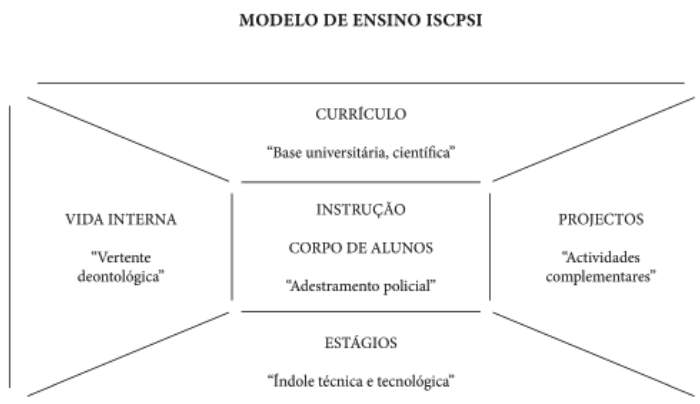 MODELO DE ENSINO ISCPSI
CURRÍCULO
“Base universitária, científica”
VIDA INTERNA
“Vertente
deontológica”
INSTRUÇÃO
CORPO DE ALUNOS
“Adestramento policial”
PROJECTOS
“Actividades
complementares”
ESTÁGIOS
“Índole técnica e tecnológica”